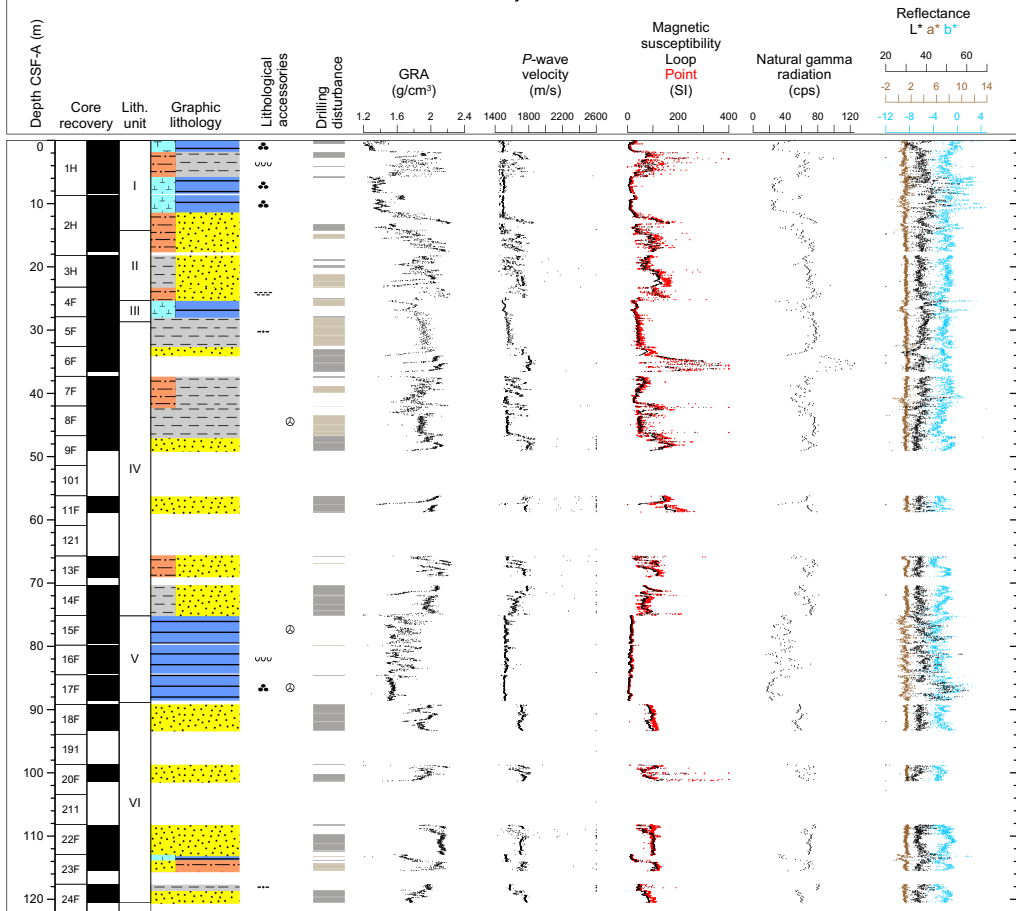 Reflectance
L* a* b*
Magnetic
susceptibility
Loop
Point
(SI)
P-wave
velocity
(m/s)
Natural gamma
radiation
(cps)
GRA
(g/cm³)
Depth CSF-A (m)
Core
recovery
Lith.
unit
Graphic
lithology
Lithological
accessories
Drilling
disturbance
20 40 60
-2 2 6 10 14
-12 -8 -4 0 4
1.2 1.6 2 2.4
1400 1800 2200 2600
0 200 400
0 40 80 120
0
1H
I
10
2H
20
3H
II
4F
III
30
5F
6F
40
7F
8F
50
9F
IV
101
11F
60
121
13F
70
14F
15F
80
16F
V
17F
90
18F
191
100
20F
211
VI
110
22F
23F
120
24F